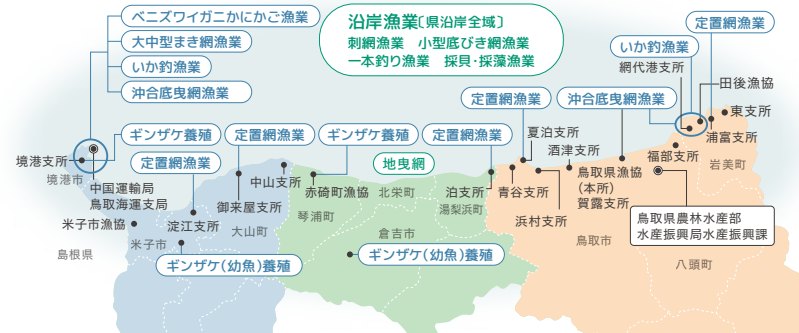 ベニズワイガニかにかご漁業
大中型まき網漁業
いか釣漁業
沖合底曳網漁業
沿岸漁業〔県沿岸全域〕
刺網漁業　小型底びき網漁業
一本釣り漁業　採貝・採藻漁業
定置網漁業
いか釣漁業
網代港支所
田後漁協
東支所
浦富支所
福部支所
岩美町
定置網漁業
沖合底曳網漁業
夏泊支所
酒津支所
ギンザケ養殖
定置網漁業
ギンザケ養殖
定置網漁業
境港支所
境港市
定置網漁業
地曳網
中国運輸局
鳥取海運支局
中山支所
赤碕町漁協
北栄町
泊支所
湯梨浜町
青谷支所
鳥取県漁協
（本所）
賀露支所
御来屋支所
琴浦町
浜村支所
鳥取県農林水産部
水産振興局水産振興課
米子市漁協
淀江支所
大山町
倉吉市
鳥取市
米子市
島根県
ギンザケ（幼魚）養殖
ギンザケ（幼魚）養殖
八頭町